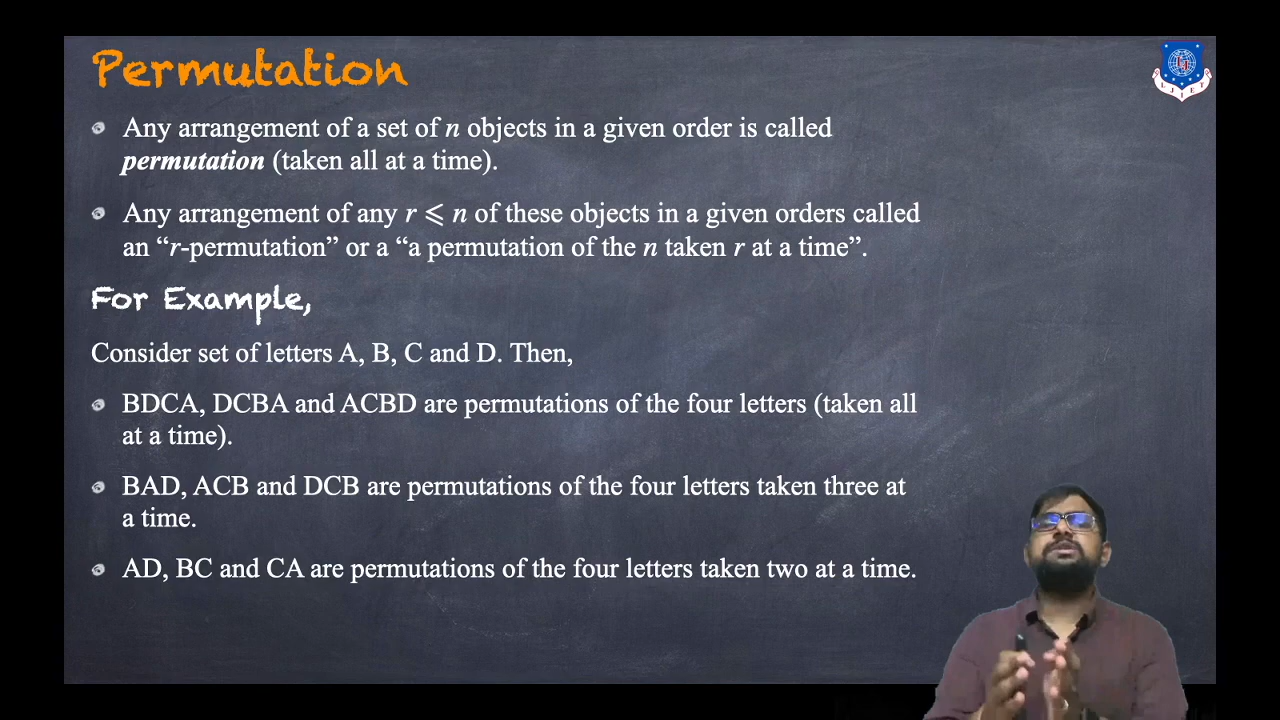 Permutation
Any arrangement of a set of n objects in a given order is called
permutation (taken all at a time).
Any arrangement of any r ⩽ n of these objects in a given orders called
an “r-permutation” or a “a permutation of the n taken r at a time”.
For Example,
Consider set of letters A, B, C and D. Then,
BDCA, DCBA and ACBD are permutations of the four letters (taken all
at a time).
BAD, ACB and DCB are permutations of the four letters taken three at
a time.
AD, BC and CA are permutations of the four letters taken two at a time.